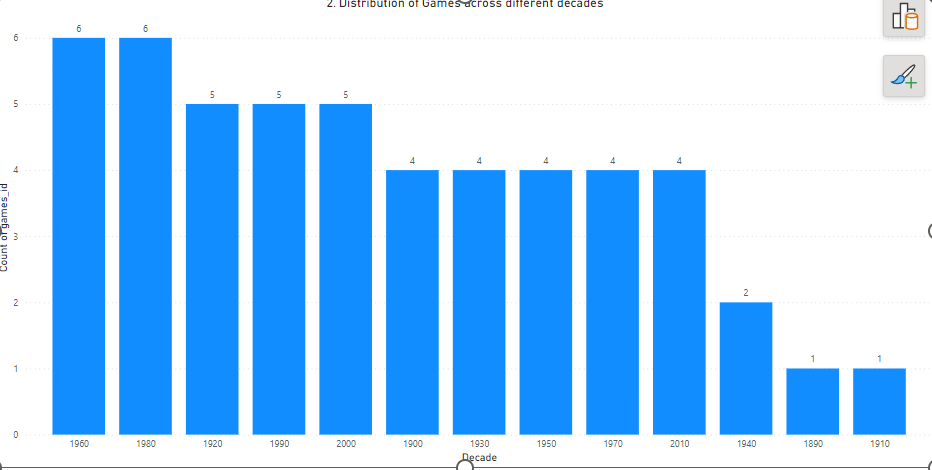 2. Distribution of Games across different decades
6 6 5 5 5 4 4 4 4 4 2 1 1
6
5
4
3
2
1
0
Count of games_id
1960 1980 1920 1990 2000 1900 1930 1950 1970 2010 1940 1890 1910
Decade